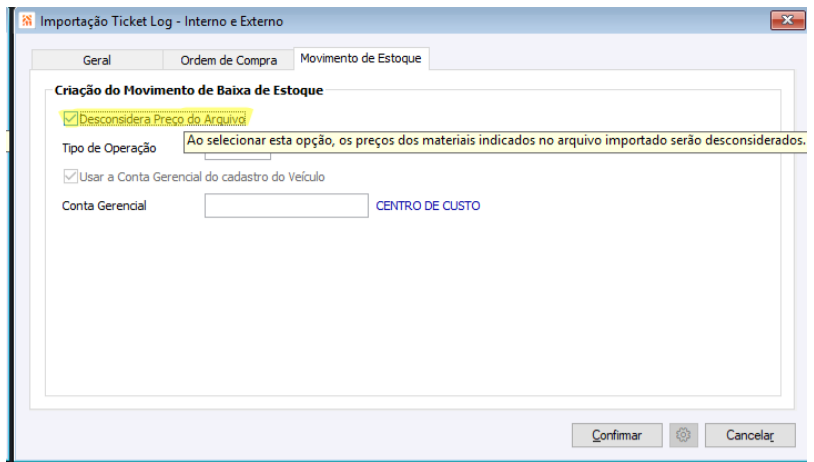 Importação Ticket Log - Interno e Externo
Geral
Ordem de Compra
Movimento de Estoque
Criação do Movimento de Baixa de Estoque
Desconsidera Preço do Arquivo
Ao selecionar esta opção, os preços dos materiais indicados no arquivo importado serão desconsiderados.
Tipo de Operação
Usar a Conta Gerencial do cadastro do Veículo
Conta Gerencial
CENTRO DE CUSTO
Confirmar
Cancelar